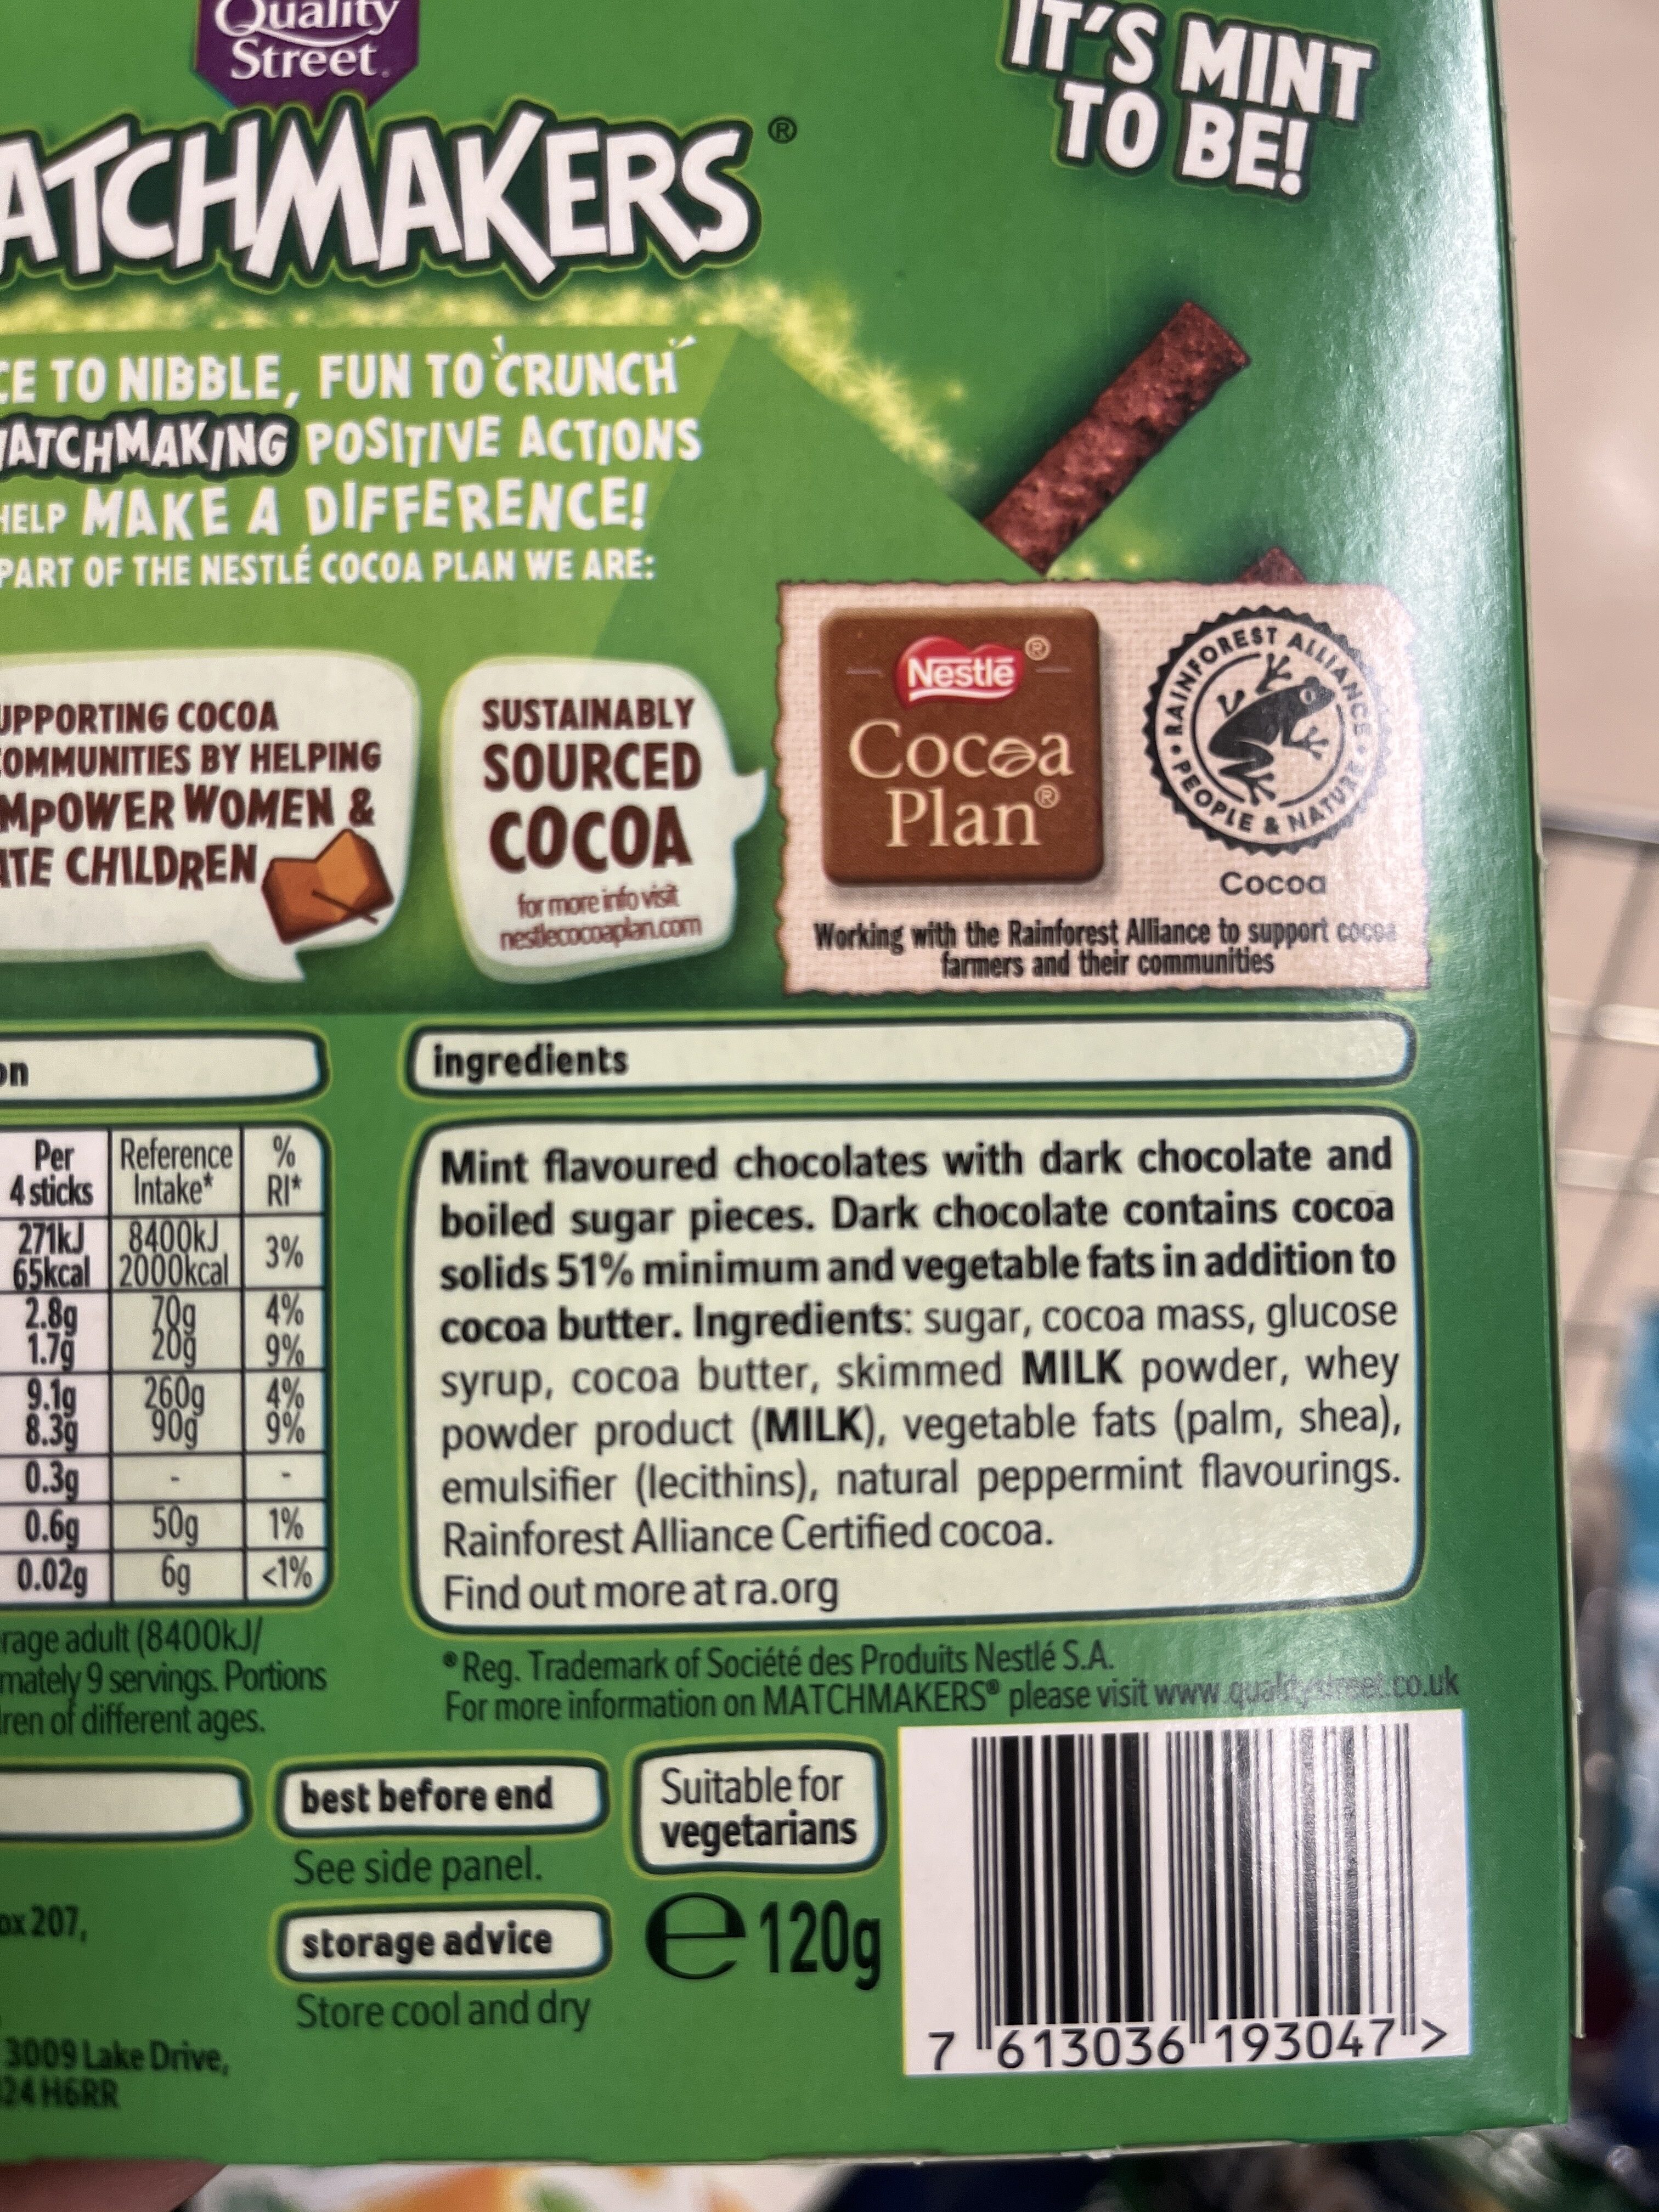 Quality
Street®
ATCHMAKERS®
IT'S MINT
TO BE!
CE TO NIBBLE, FUN TO CRUNCH
ATCHMAKING POSITIVE ACTIONS
HELP MAKE A DIFFERENCE!
PART OF THE NESTLÉ COCOA PLAN WE ARE:
UPPORTING COCOA
COMMUNITIES BY HELPING
MPOWER WOMEN &
ATE CHILDREN
SUSTAINABLY
SOURCED
COCOA
for more info visit
nestlecocoaplan.com
Nestlé®
Cocoa
Plan®
RAINFOREST ALLIANCE
• PEOPLE & NATURE •
Cocoa
Working with the Rainforest Alliance to support cocoa
farmers and their communities
on
Per
4 sticks
Reference
Intake*
%
RI*
271kJ 8400kJ 3%
65kcal 2000kcal
2.8g 70g 4%
1.7g 20g 9%
9.1g 260g 4%
8.3g 90g 9%
0.3g - -
0.6g 50g 1%
0.02g 6g <1%
rage adult (8400kJ/
mately 9 servings. Portions
dren of different ages.
ingredients
Mint flavoured chocolates with dark chocolate and
boiled sugar pieces. Dark chocolate contains cocoa
solids 51% minimum and vegetable fats in addition to
cocoa butter. Ingredients: sugar, cocoa mass, glucose
syrup, cocoa butter, skimmed MILK powder, whey
powder product (MILK), vegetable fats (palm, shea),
emulsifier (lecithins), natural peppermint flavourings.
Rainforest Alliance Certified cocoa.
Find out more at ra.org
® Reg. Trademark of Société des Produits Nestlé S.A.
For more information on MATCHMAKERS® please visit www.qualitystreet.co.uk
best before end
See side panel.
storage advice
Store cool and dry
Suitable for
vegetarians
e 120g
ox 207,
3009 Lake Drive,
24 H6RR
7 613036 193047 >